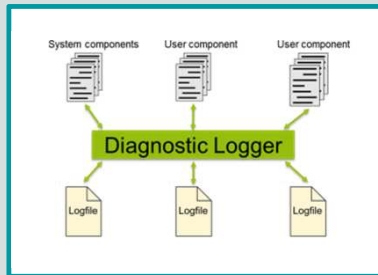 System components User component User component
Diagnostic Logger
Logfile Logfile Logfile